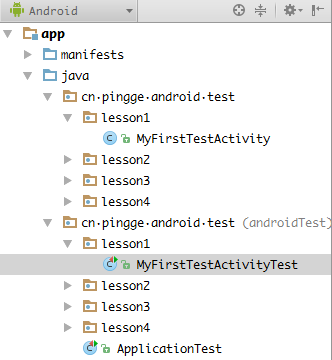 Android
app
manifests
java
cn.pingge.android.test
lesson1
MyFirstTestActivity
lesson2
lesson3
lesson4
cn.pingge.android.test (androidTest)
lesson1
MyFirstTestActivityTest
lesson2
lesson3
lesson4
ApplicationTest